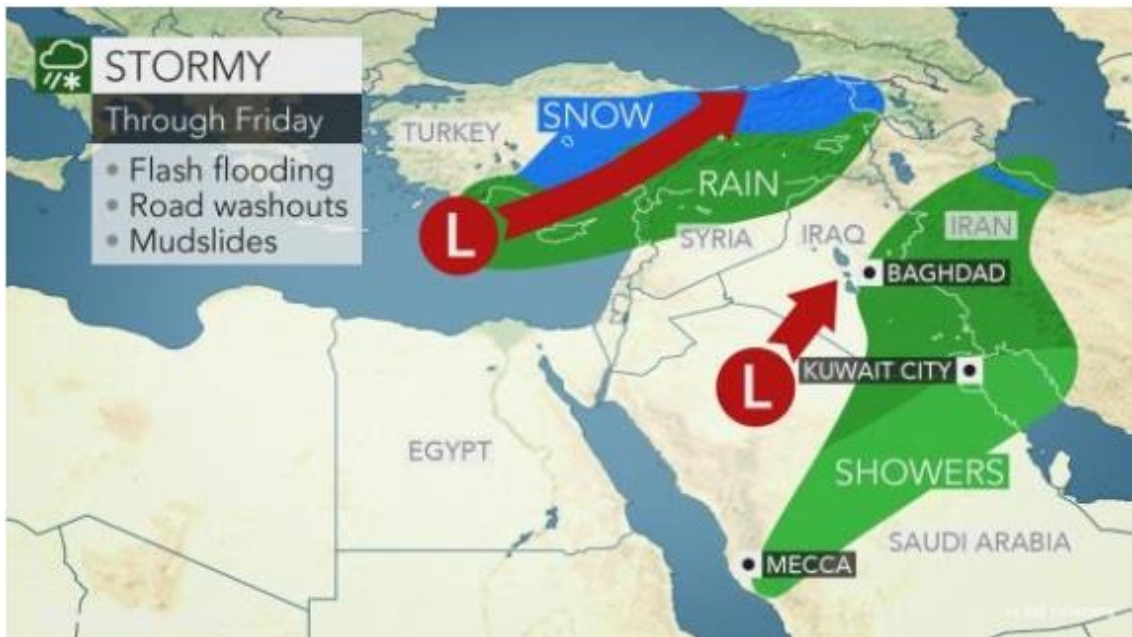 STORMY
Through Friday
• Flash flooding
• Road washouts
• Mudslides
SNOW
TURKEY
RAIN
L
SYRIA
IRAQ
IRAN
BAGHDAD
L
KUWAIT CITY
EGYPT
SHOWERS
SAUDI ARABIA
MECCA